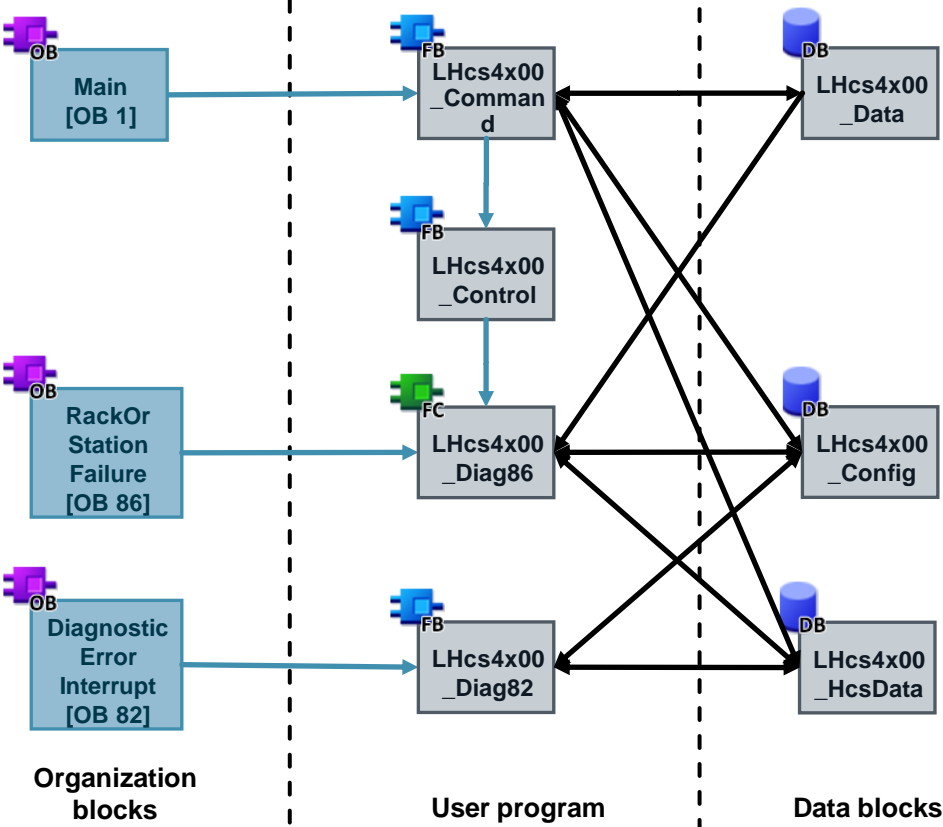 OB
Main
[OB 1]
FB
LHcs4x00
_Comman
d
DB
LHcs4x00
_Data
FB
LHcs4x00
_Control
OB
RackOr
Station
Failure
[OB 86]
FC
LHcs4x00
_Diag86
DB
LHcs4x00
_Config
OB
Diagnostic
Error
Interrupt
[OB 82]
FB
LHcs4x00
_Diag82
DB
LHcs4x00
_HcsData
Organization
blocks
User program
Data blocks